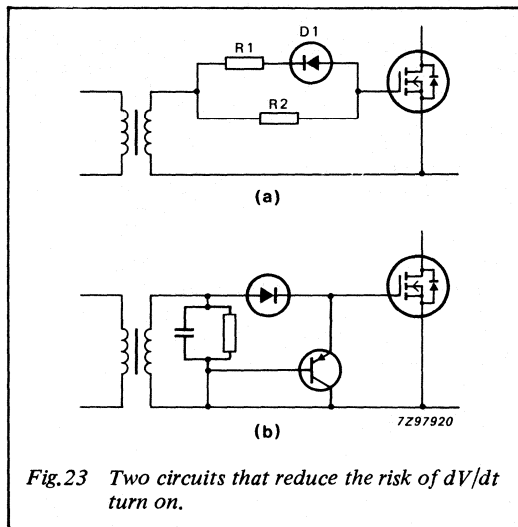 D1
R1
R2
(a)
(b)
7Z97920
Fig.23 Two circuits that reduce the risk of dV/dt
turn on.